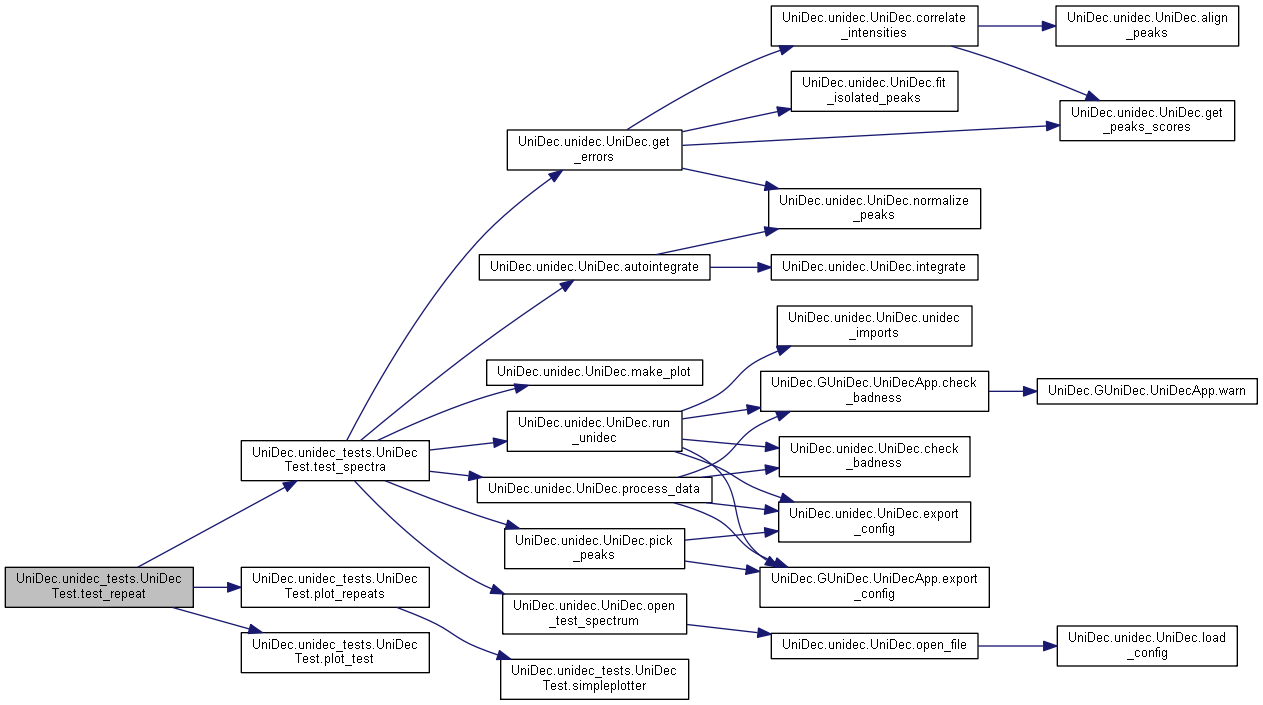 UniDec.unidec.UniDec.correlate
_intensities
UniDec.unidec.UniDec.align
_peaks
UniDec.unidec.UniDec.fit
_isolated_peaks
UniDec.unidec.UniDec.get
_peaks_scores
UniDec.unidec.UniDec.get
_errors
UniDec.unidec.UniDec.normalize
_peaks
UniDec.unidec.UniDec.autointegrate
UniDec.unidec.UniDec.integrate
UniDec.unidec.UniDec.unidec
_imports
UniDec.unidec.UniDec.make_plot
UniDec.GUniDec.UniDecApp.check
_badness
UniDec.GUniDec.UniDecApp.warn
UniDec.unidec.UniDec.run
_unidec
UniDec.unidec_tests.UniDec
Test.test_spectra
UniDec.unidec.UniDec.check
_badness
UniDec.unidec.UniDec.process_data
UniDec.unidec.UniDec.export
_config
UniDec.unidec.UniDec.pick
_peaks
UniDec.unidec_tests.UniDec
Test.test_repeat
UniDec.unidec_tests.UniDec
Test.plot_repeats
UniDec.GUniDec.UniDecApp.export
_config
UniDec.unidec.UniDec.open
_test_spectrum
UniDec.unidec_tests.UniDec
Test.plot_test
UniDec.unidec.UniDec.open_file
UniDec.unidec.UniDec.load
_config
UniDec.unidec_tests.UniDec
Test.simpleplotter